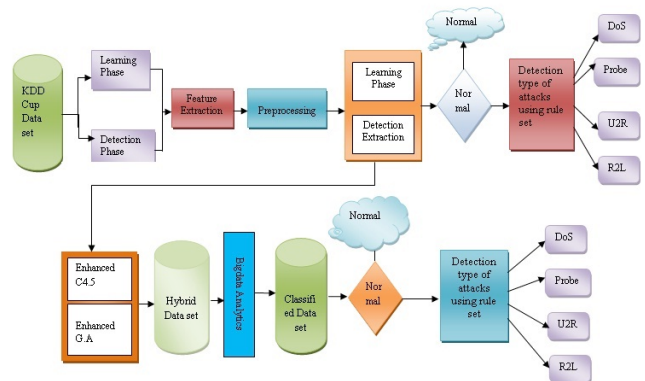 KDD
Cup
Data
set
Learning
Phase
Detection
Phase
Feature
Extraction
Preprocessing
Learning
Phase
Detection
Extraction
Normal
Nor
mal
Detection
type of
attacks
using rule
set
DoS
Probe
U2R
R2L
Enhanced
C4.5
Enhanced
G.A
Hybrid
Data set
Bigdata Analytics
Classifi
ed Data
set
Normal
Nor
mal
Detection
type of
attacks
using rule
set
DoS
Probe
U2R
R2L